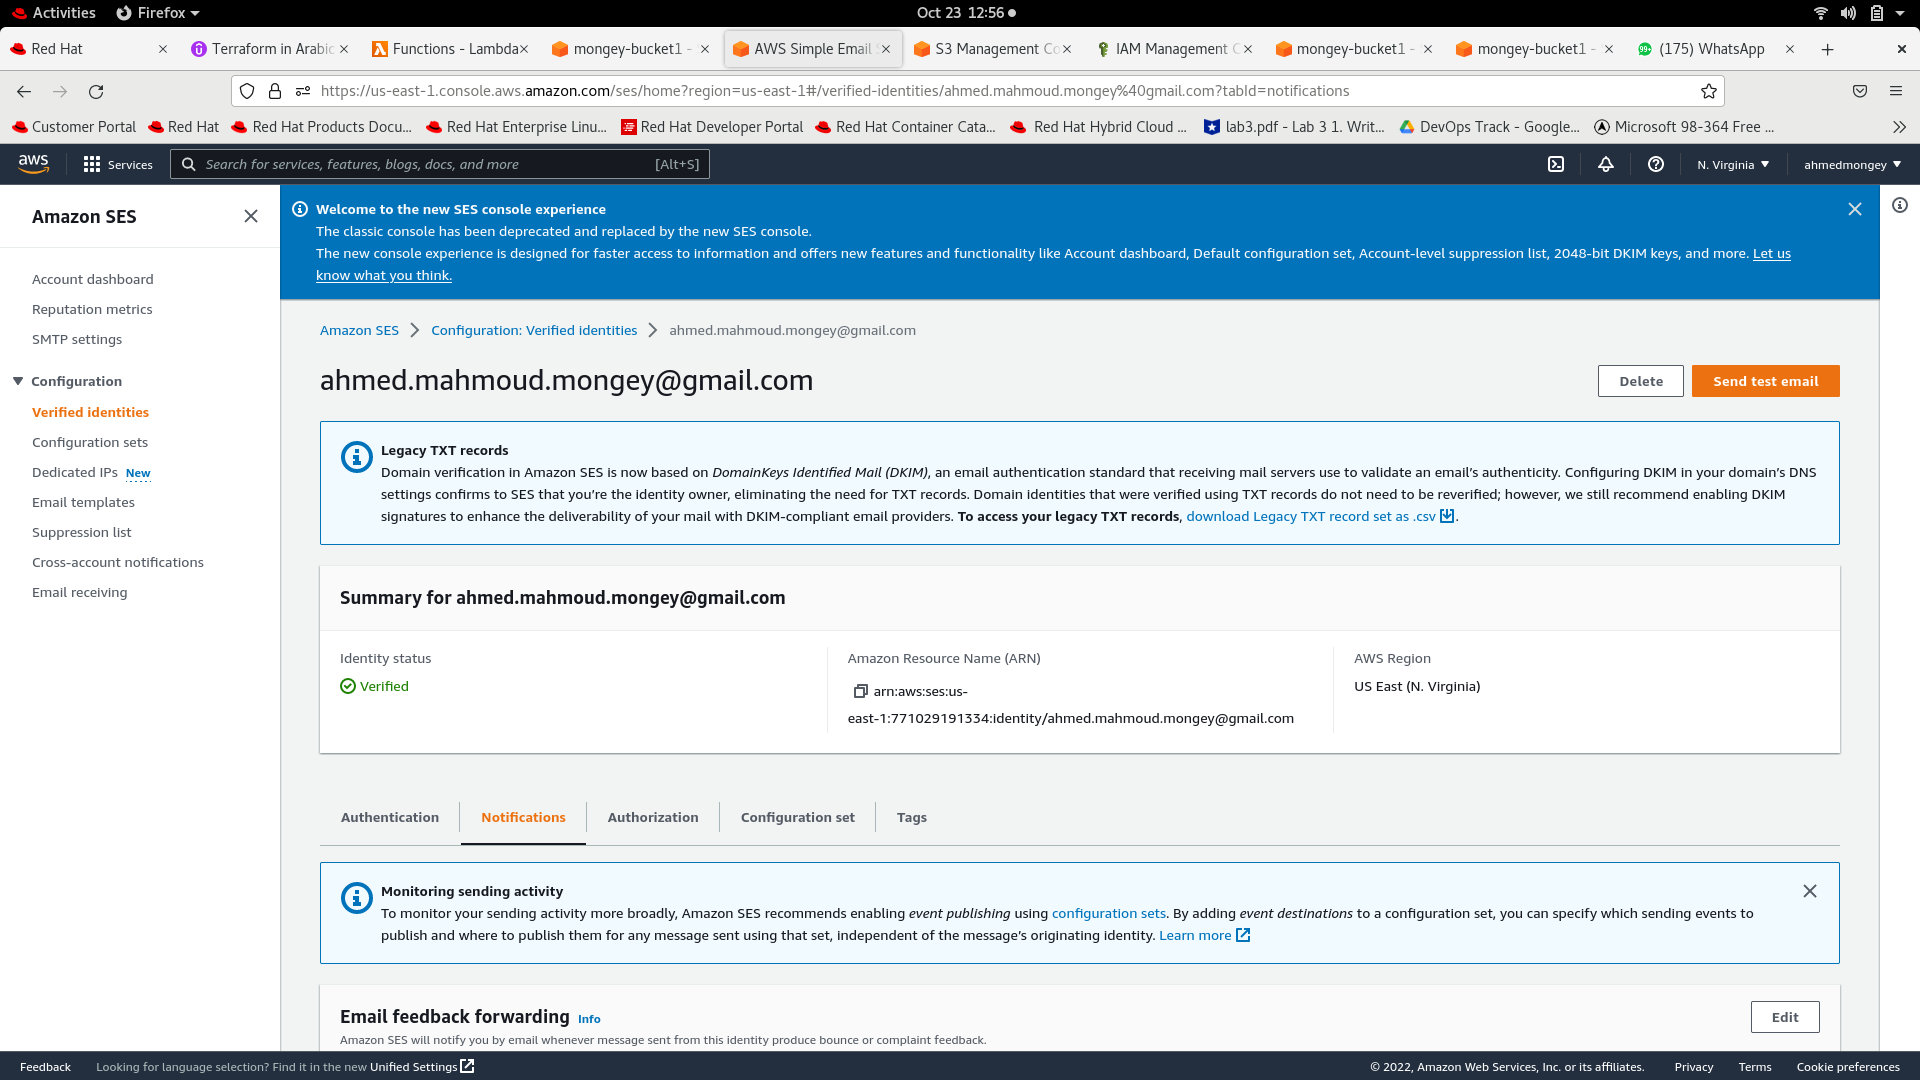 Activities Firefox Oct 23 12:56
Red Hat
Terraform in Arabic
Functions - Lambda
mongey-bucket1 -
AWS Simple Email S
S3 Management Co
IAM Management C
mongey-bucket1 -
mongey-bucket1 -
99+ (175) WhatsApp
https://us-east-1.console.aws.amazon.com/ses/home?region=us-east-1#/verified-identities/ahmed.mahmoud.mongey%40gmail.com?tabId=notifications
Customer Portal Red Hat Red Hat Products Docu... Red Hat Enterprise Linu... Red Hat Developer Portal Red Hat Container Cata... Red Hat Hybrid Cloud ... lab3.pdf - Lab 3 1. Writ... DevOps Track - Google... Microsoft 98-364 Free ...
aws Services Search for services, features, blogs, docs, and more [Alt+S] N. Virginia ahmedmongey
Amazon SES
Account dashboard
Reputation metrics
SMTP settings
Configuration
Verified identities
Configuration sets
Dedicated IPs New
Email templates
Suppression list
Cross-account notifications
Email receiving
Welcome to the new SES console experience
The classic console has been deprecated and replaced by the new SES console.
The new console experience is designed for faster access to information and offers new features and functionality like Account dashboard, Default configuration set, Account-level suppression list, 2048-bit DKIM keys, and more. Let us
know what you think.
Amazon SES Configuration: Verified identities ahmed.mahmoud.mongey@gmail.com
ahmed.mahmoud.mongey@gmail.com
Delete Send test email
Legacy TXT records
Domain verification in Amazon SES is now based on DomainKeys Identified Mail (DKIM), an email authentication standard that receiving mail servers use to validate an email's authenticity. Configuring DKIM in your domain's DNS
settings confirms to SES that you're the identity owner, eliminating the need for TXT records. Domain identities that were verified using TXT records do not need to be reverified; however, we still recommend enabling DKIM
signatures to enhance the deliverability of your mail with DKIM-compliant email providers. To access your legacy TXT records, download Legacy TXT record set as .csv.
Summary for ahmed.mahmoud.mongey@gmail.com
Identity status
Verified
Amazon Resource Name (ARN)
arn:aws:ses:us-
east-1:771029191334:identity/ahmed.mahmoud.mongey@gmail.com
AWS Region
US East (N. Virginia)
Authentication Notifications Authorization Configuration set Tags
Monitoring sending activity
To monitor your sending activity more broadly, Amazon SES recommends enabling event publishing using configuration sets. By adding event destinations to a configuration set, you can specify which sending events to
publish and where to publish them for any message sent using that set, independent of the message's originating identity. Learn more
Email feedback forwarding Info
Edit
Amazon SES will notify you by email whenever message sent from this identity produce bounce or complaint feedback.
Feedback Looking for language selection? Find it in the new Unified Settings © 2022, Amazon Web Services, Inc. or its affiliates. Privacy Terms Cookie preferences